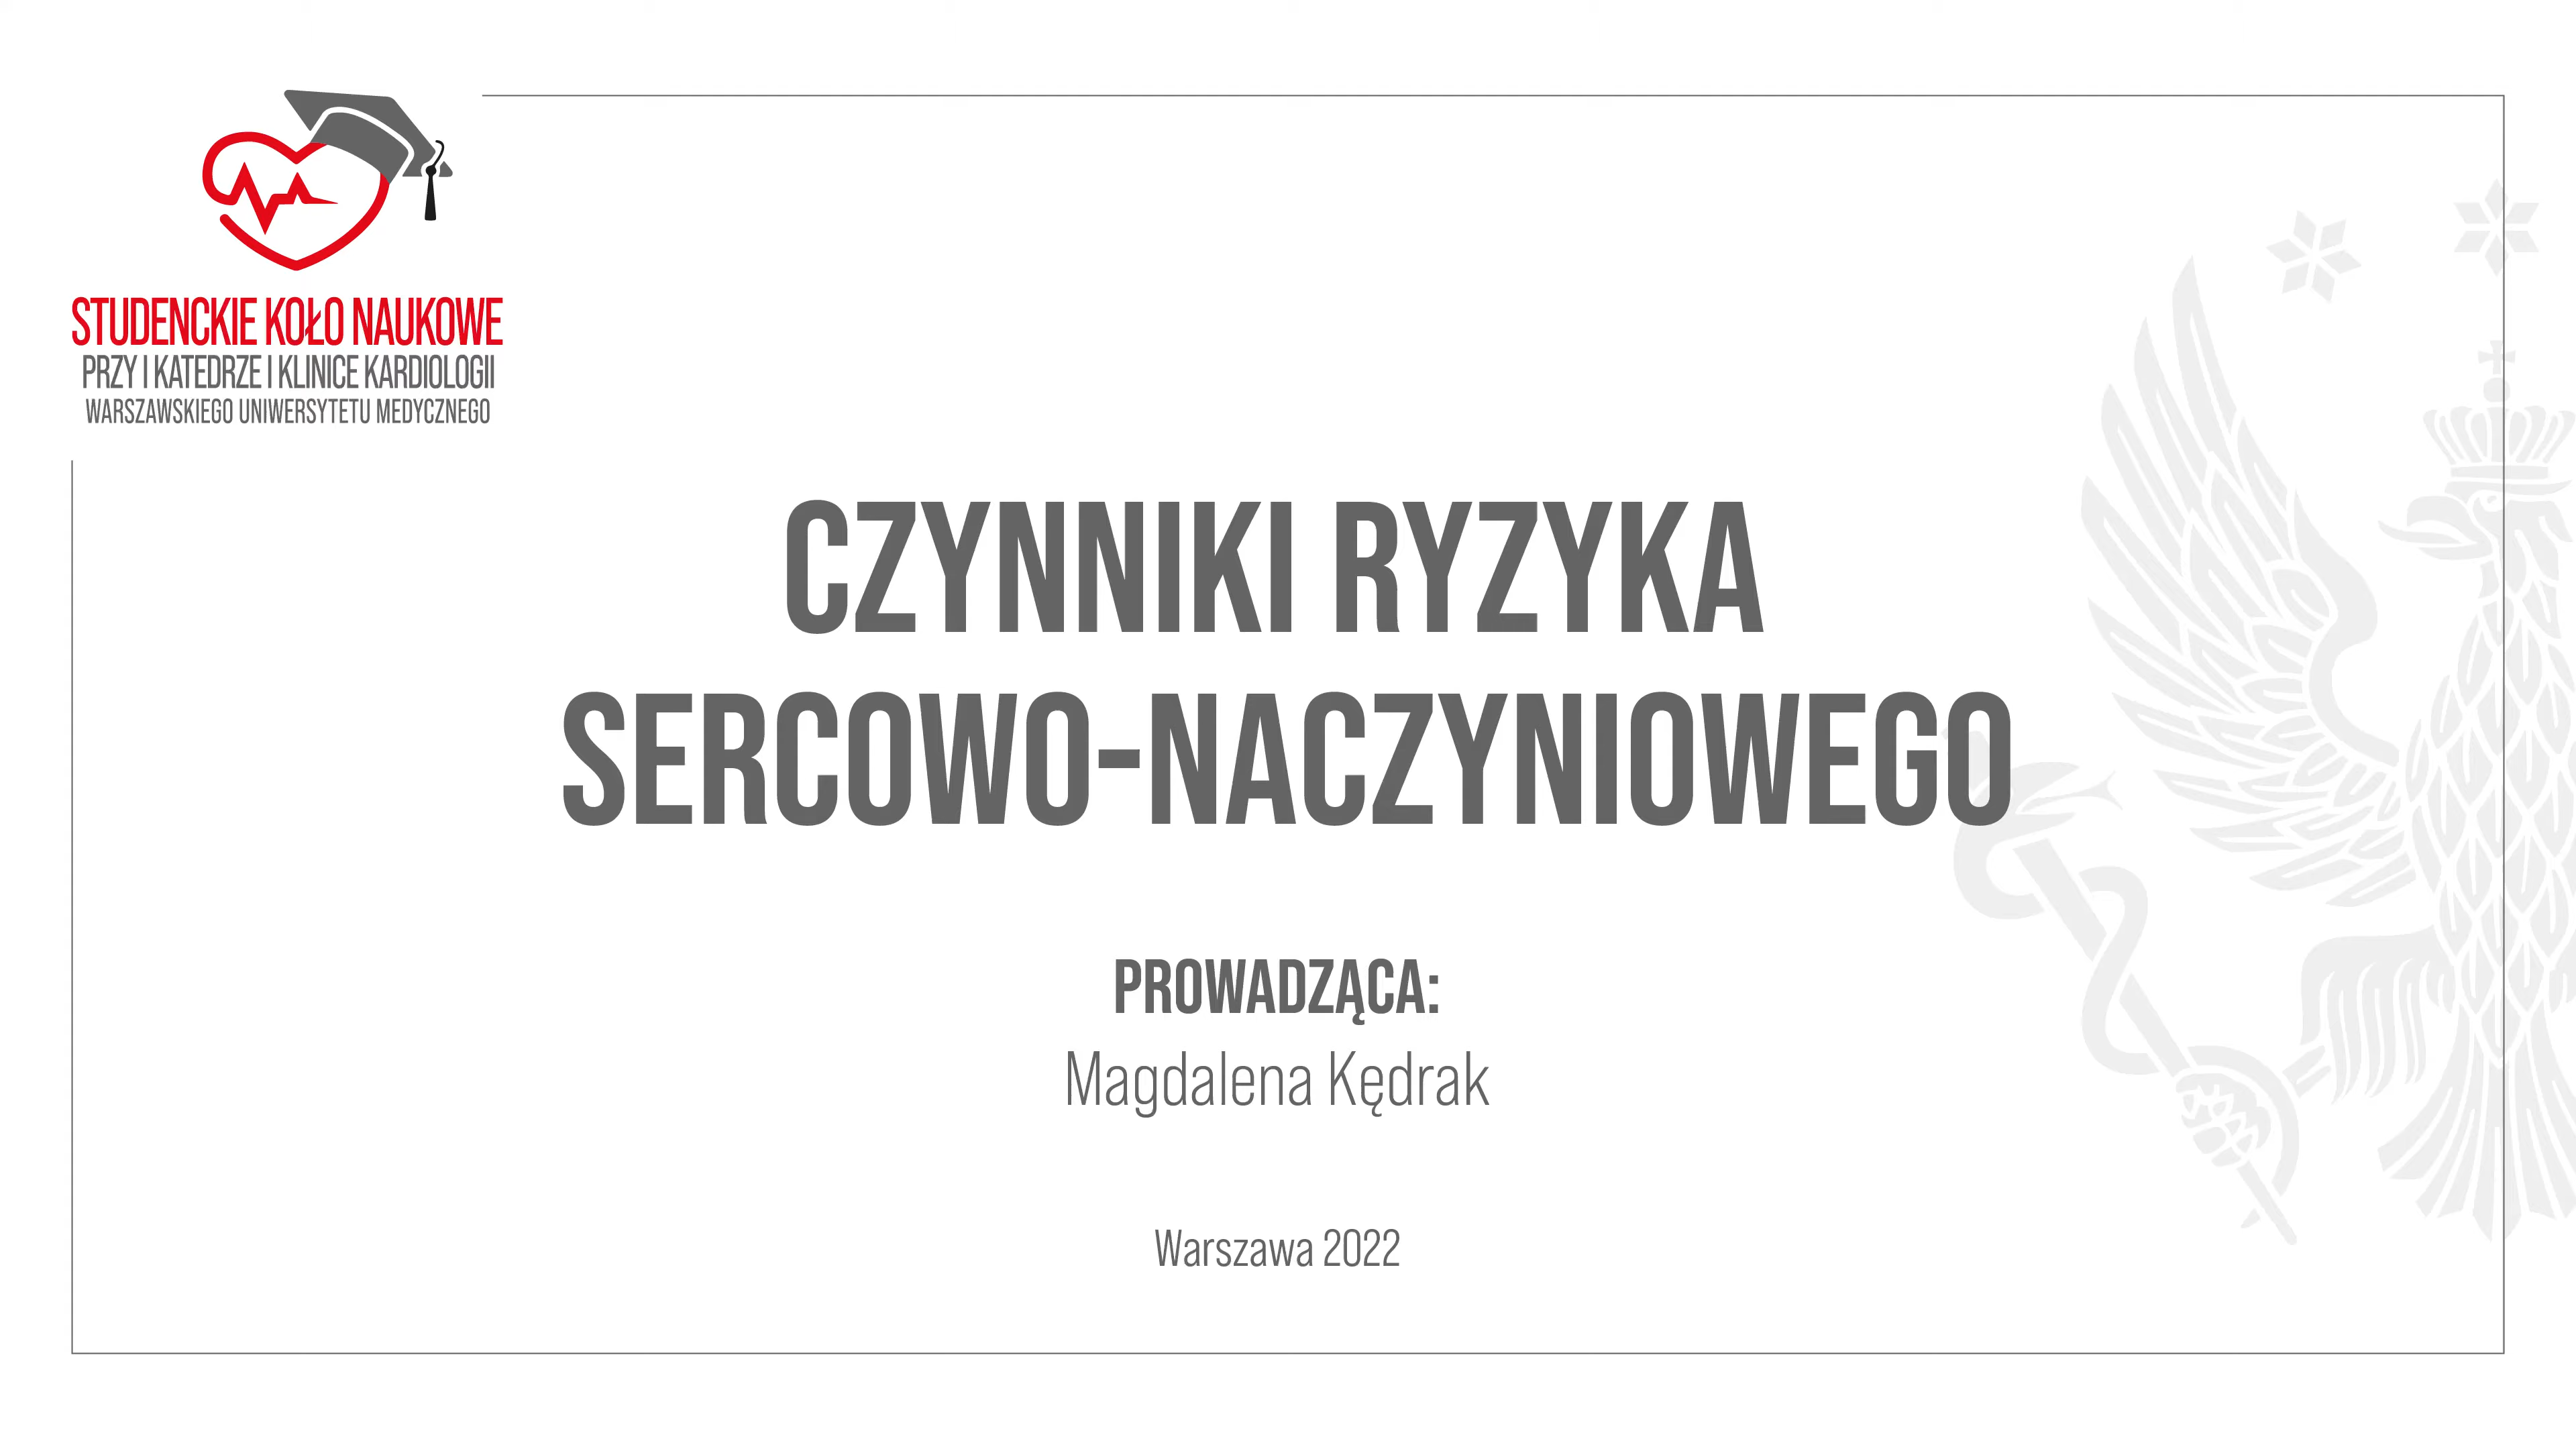 STUDENCKIE KOŁO NAUKOWE
PRZY I KATEDRZE I KLINICE KARDIOLOGII
WARSZAWSKIEGO UNIWERSYTETU MEDYCZNEGO
CZYNNIKI RYZYKA
SERCOWO-NACZYNIOWEGO
PROWADZĄCA:
Magdalena Kędrak
Warszawa 2022